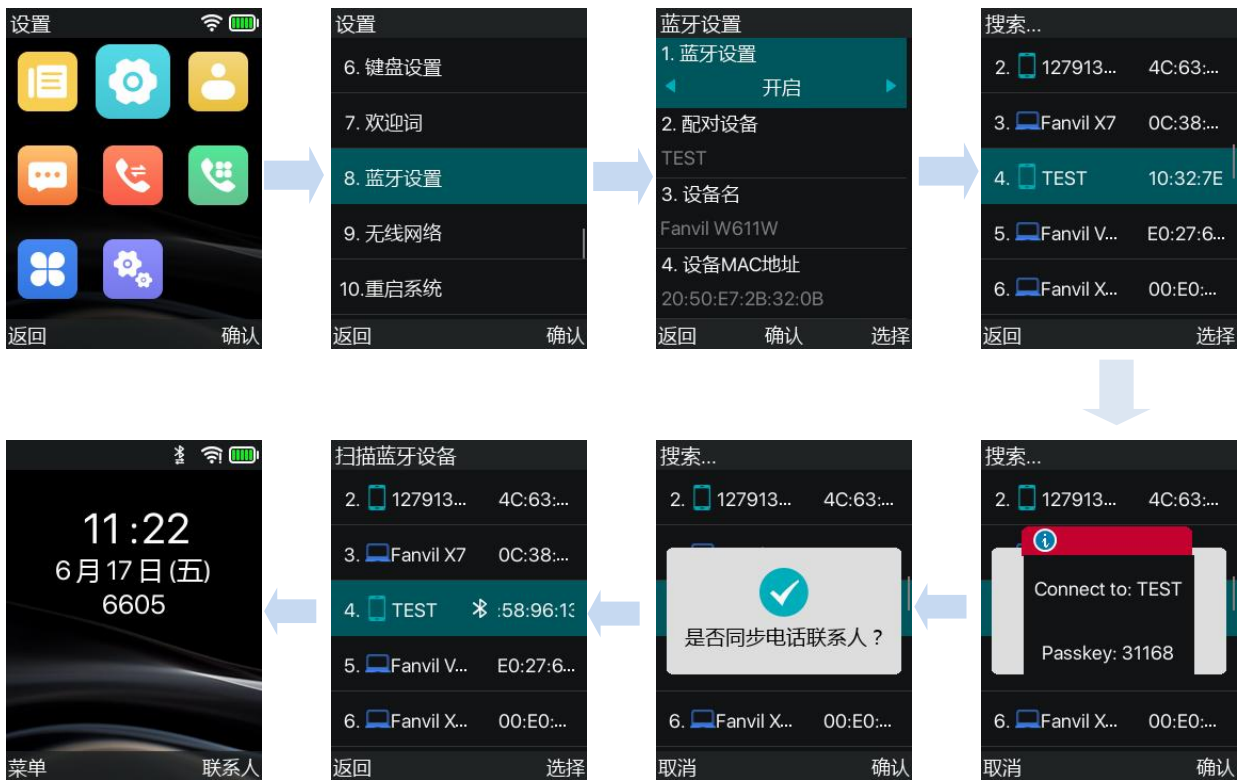 设置
返回 确认
设置
6. 键盘设置
7. 欢迎词
8. 蓝牙设置
9. 无线网络
10.重启系统
返回 确认
蓝牙设置
1. 蓝牙设置
开启
2. 配对设备
TEST
3. 设备名
Fanvil W611W
4. 设备MAC地址
20:50:E7:2B:32:0B
返回 确认 选择
搜索...
2. 127913... 4C:63:...
3. Fanvil X7 0C:38:...
4. TEST 10:32:7E
5. Fanvil V... E0:27:6...
6. Fanvil X... 00:E0:...
返回 选择
搜索...
2. 127913... 4C:63:...
Connect to: TEST
Passkey: 31168
6. Fanvil X... 00:E0:...
取消 确认
搜索...
2. 127913... 4C:63:...
是否同步电话联系人？
6. Fanvil X... 00:E0:...
取消 确认
扫描蓝牙设备
2. 127913... 4C:63:...
3. Fanvil X7 0C:38:...
4. TEST :58:96:13
5. Fanvil V... E0:27:6...
6. Fanvil X... 00:E0:...
返回 选择
11:22
6月17日(五)
6605
菜单 联系人